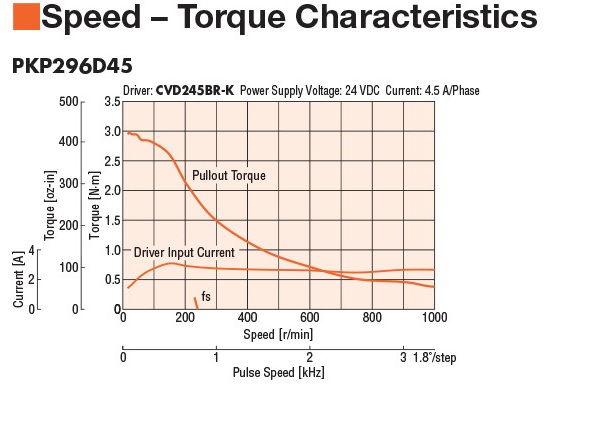 Speed – Torque Characteristics
PKP296D45
Driver: CVD245BR-K Power Supply Voltage: 24 VDC Current: 4.5 A/Phase
500
400
300
200
100
0
Torque [oz-in]
4
2
0
Current [A]
3.5
3.0
2.5
2.0
1.5
1.0
0.5
0
Torque [N·m]
Pullout Torque
Driver Input Current
fs
0 200 400 600 800 1000
Speed [r/min]
0 1 2 3 1.8°/step
Pulse Speed [kHz]